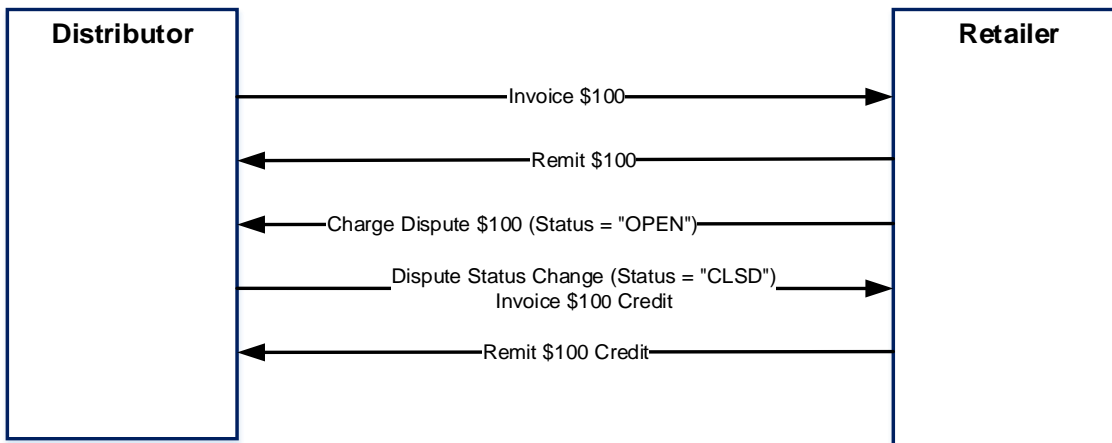 Distributor
Retailer
Invoice $100
Remit $100
Charge Dispute $100 (Status = "OPEN")
Dispute Status Change (Status = "CLSD")
Invoice $100 Credit
Remit $100 Credit